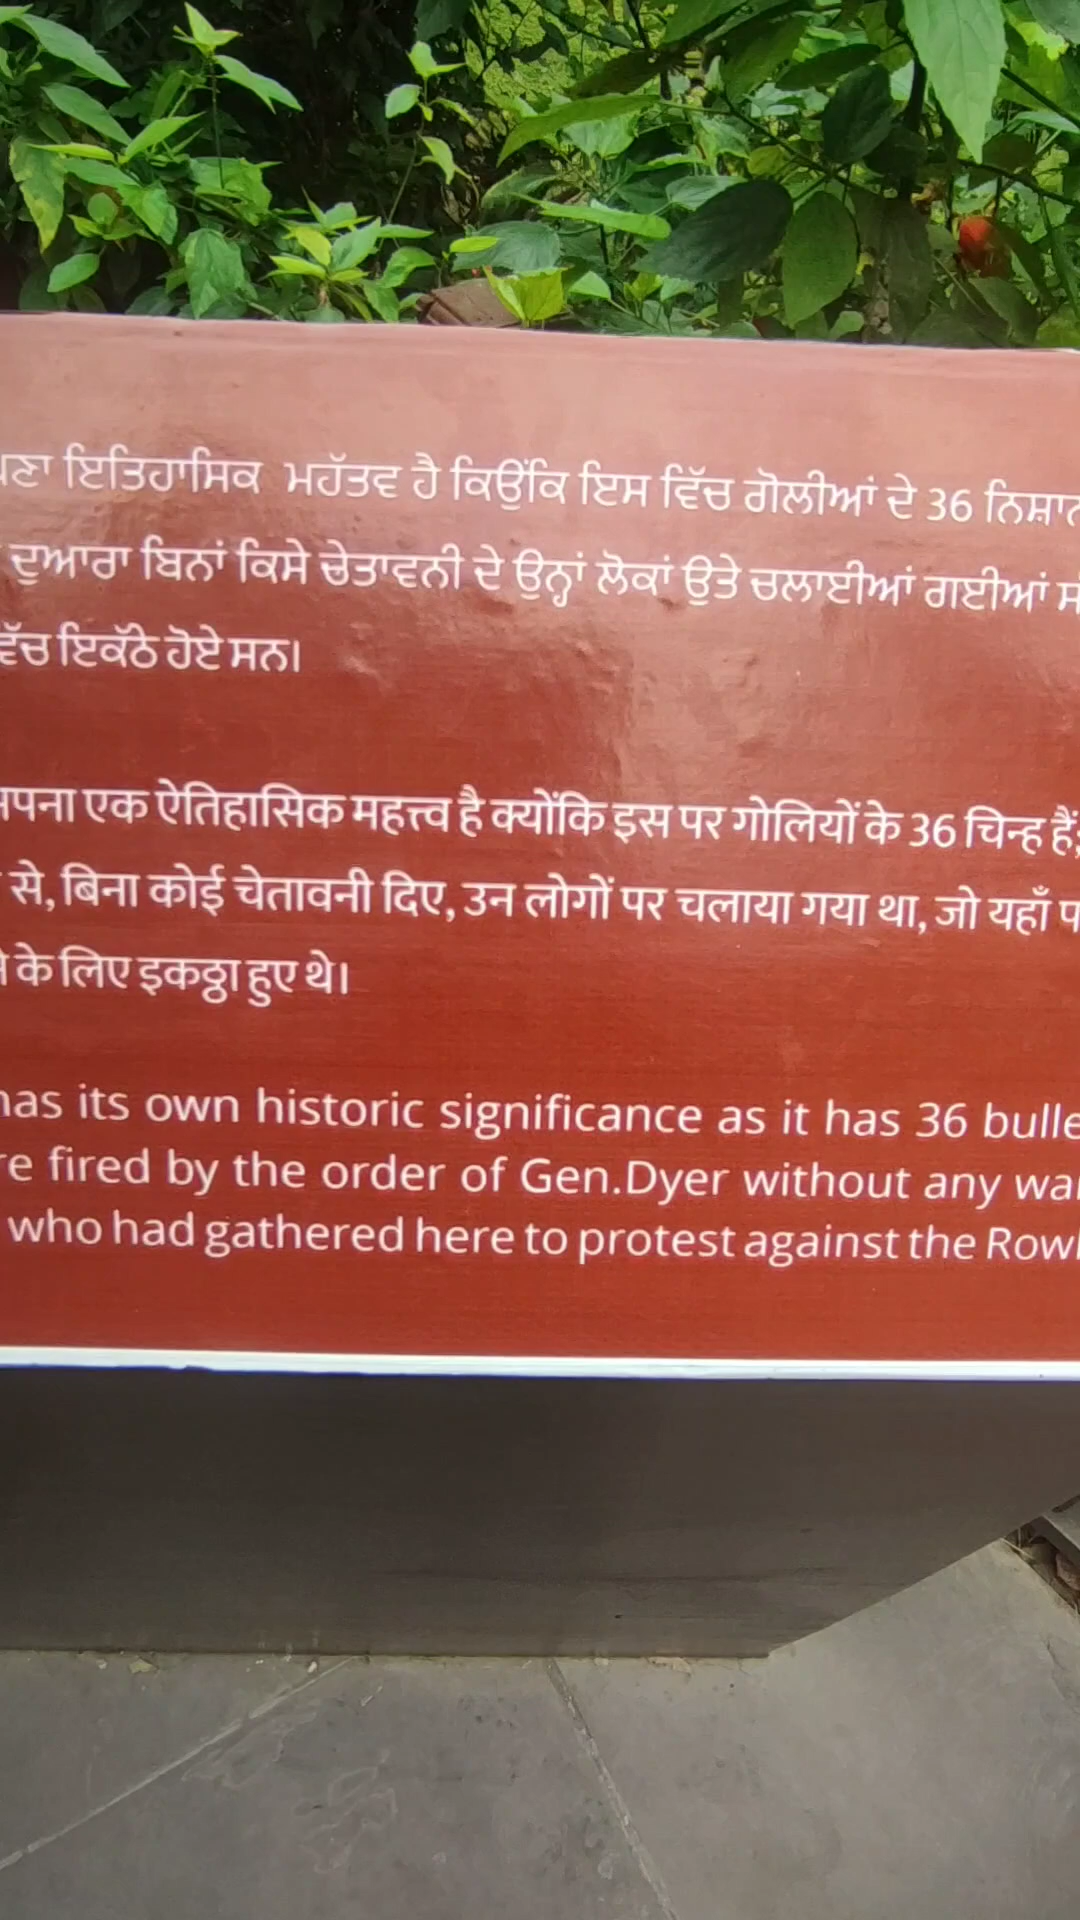 ਇਤਿਹਾਸਿਕ ਮਹੱਤਵ ਹੈ ਕਿਉਂਕਿ ਇਸ ਵਿੱਚ ਗੋਲੀਆਂ ਦੇ 36
ਦੁਆਰਾ ਬਿਨਾਂ ਕਿਸੇ ਚੇਤਾਵਨੀ ਦੇ ਉਨ੍ਹਾਂ ਲੋਕਾਂ ਉਤੇ ਚਲਾਈਆਂ ਗਈਆਂ
ਇਕੱਠੇ ਹੋਏ ਸਨ।
एक ऐतिहासिक महत्त्व है क्योंकि इस पर गोलियों के 36 चिन्ह हैं;
से, बिना कोई चेतावनी दिए, उन लोगों पर चलाया गया था, जो यहाँ
के लिए इकठ्ठा हुए थे।
has its own historic significance as it has 36
fired by the order of Gen.Dyer without any
who had gathered here to protest against the